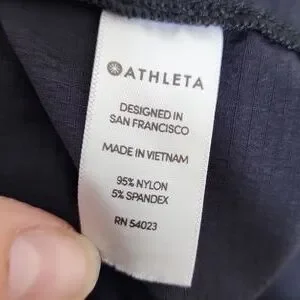 ATHLETA
DESIGNED IN
SAN FRANCISCO
MADE IN VIETNAM
95% NYLON
5% SPANDEX
RN 54023